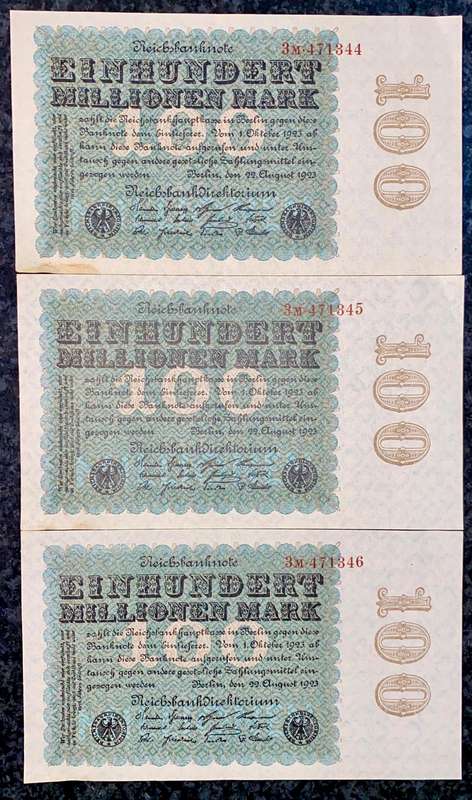 Reichsbanknote 3M·471344
EINHUNDERT
MILLIONEN MARK
zahlt die Reichsbankhauptkasse in Berlin gegen diese
Banknote dem Einlieferer. Vom 1. Oktober 1923 ab
kann diese Banknote aufgerufen und unter Um-
tausch gegen andere gesetzliche Zahlungsmittel ein-
gezogen werden Berlin, den 22. August 1923
Reichsbankdirektorium
100
Reichsbanknote 3M·471345
EINHUNDERT
MILLIONEN MARK
100
zahlt die Reichsbankhauptkasse in Berlin gegen diese
Banknote dem Einlieferer. Vom 1. Oktober 1923 ab
kann diese Banknote aufgerufen und unter Um-
tausch gegen andere gesetzliche Zahlungsmittel ein-
gezogen werden Berlin, den 22. August 1923
Reichsbankdirektorium
100
Reichsbanknote 3M·471346
EINHUNDERT
MILLIONEN MARK
zahlt die Reichsbankhauptkasse in Berlin gegen diese
Banknote dem Einlieferer. Vom 1. Oktober 1923 ab
kann diese Banknote aufgerufen und unter Um-
tausch gegen andere gesetzliche Zahlungsmittel ein-
gezogen werden Berlin, den 22. August 1923
Reichsbankdirektorium
100